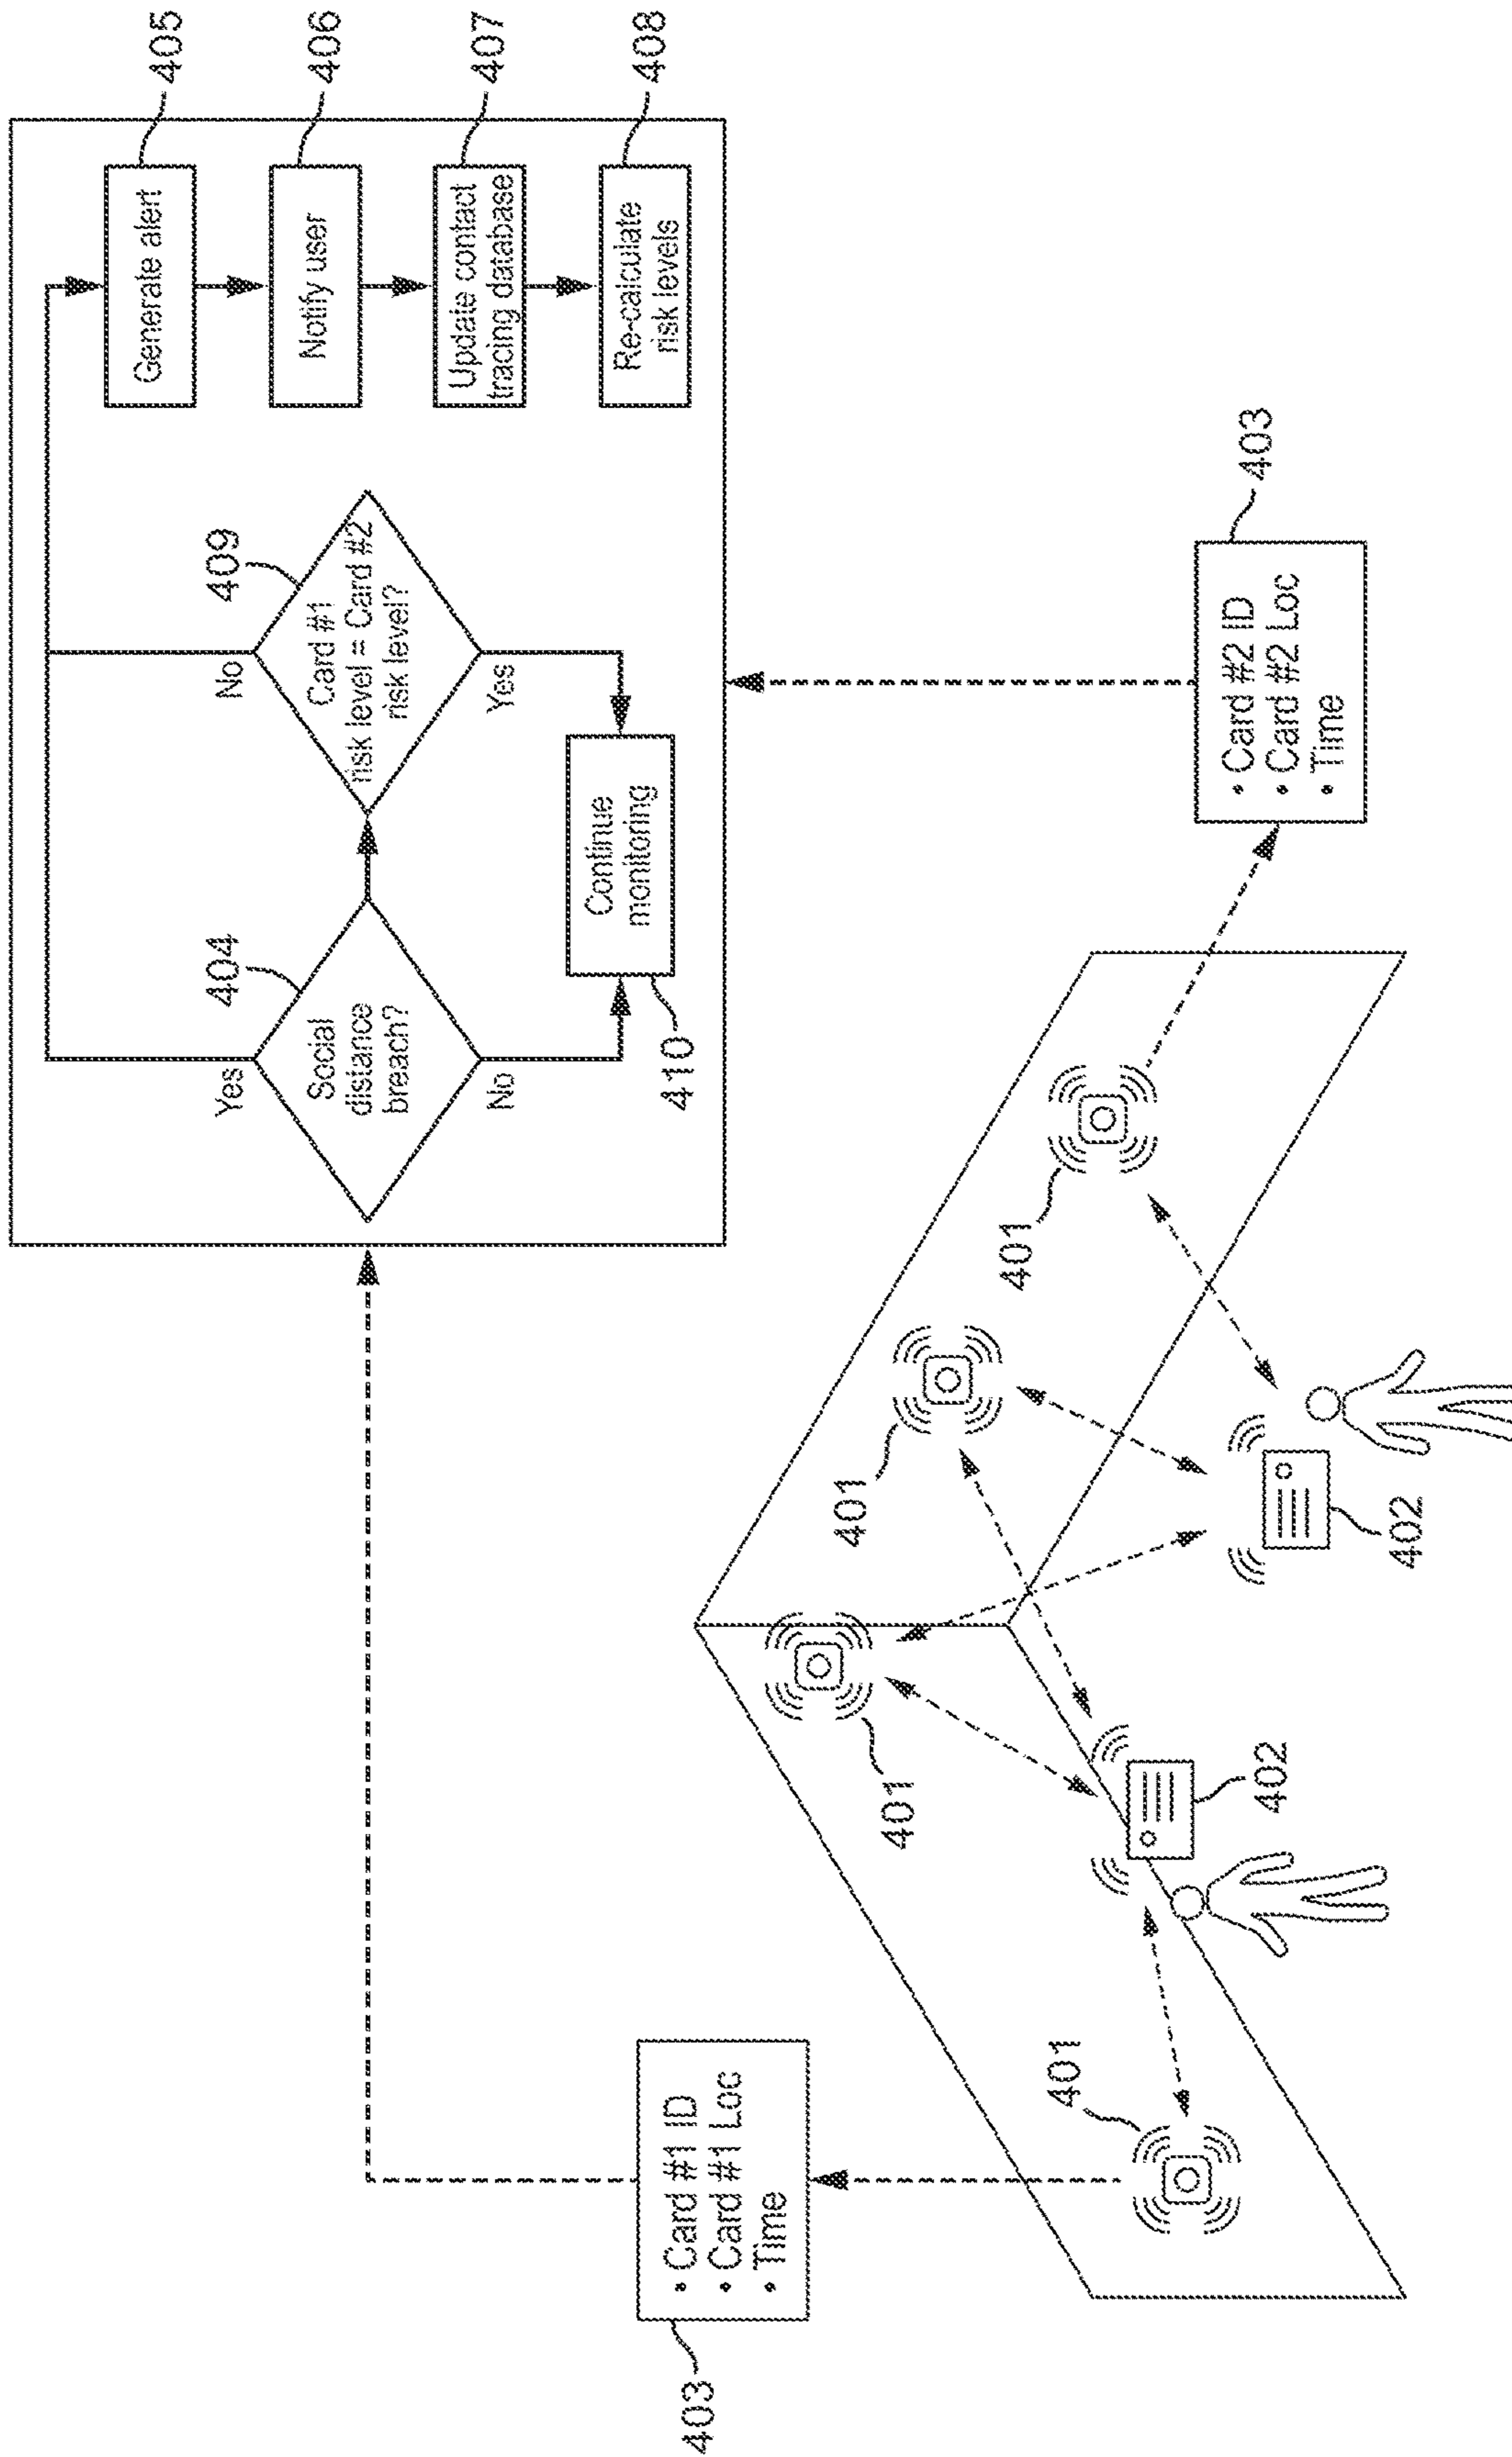 Yes
404
Social
distance
breach?
No
409
No
Card #1
risk level = Card #2
risk level?
Yes
Continue
monitoring
410
Generate alert
405
Notify user
406
Update contact
tracing database
407
Re-calculate
risk levels
408
403
• Card #1 ID
• Card #1 Loc
• Time
401
401
401
401
402
402
403
• Card #2 ID
• Card #2 Loc
• Time